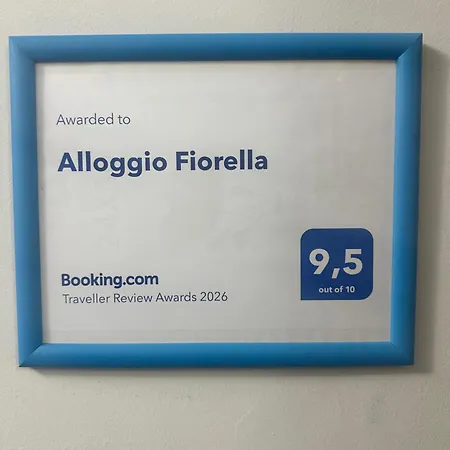 Awarded to
Alloggio Fiorella
9,5
out of 10
Booking.com
Traveller Review Awards 2026